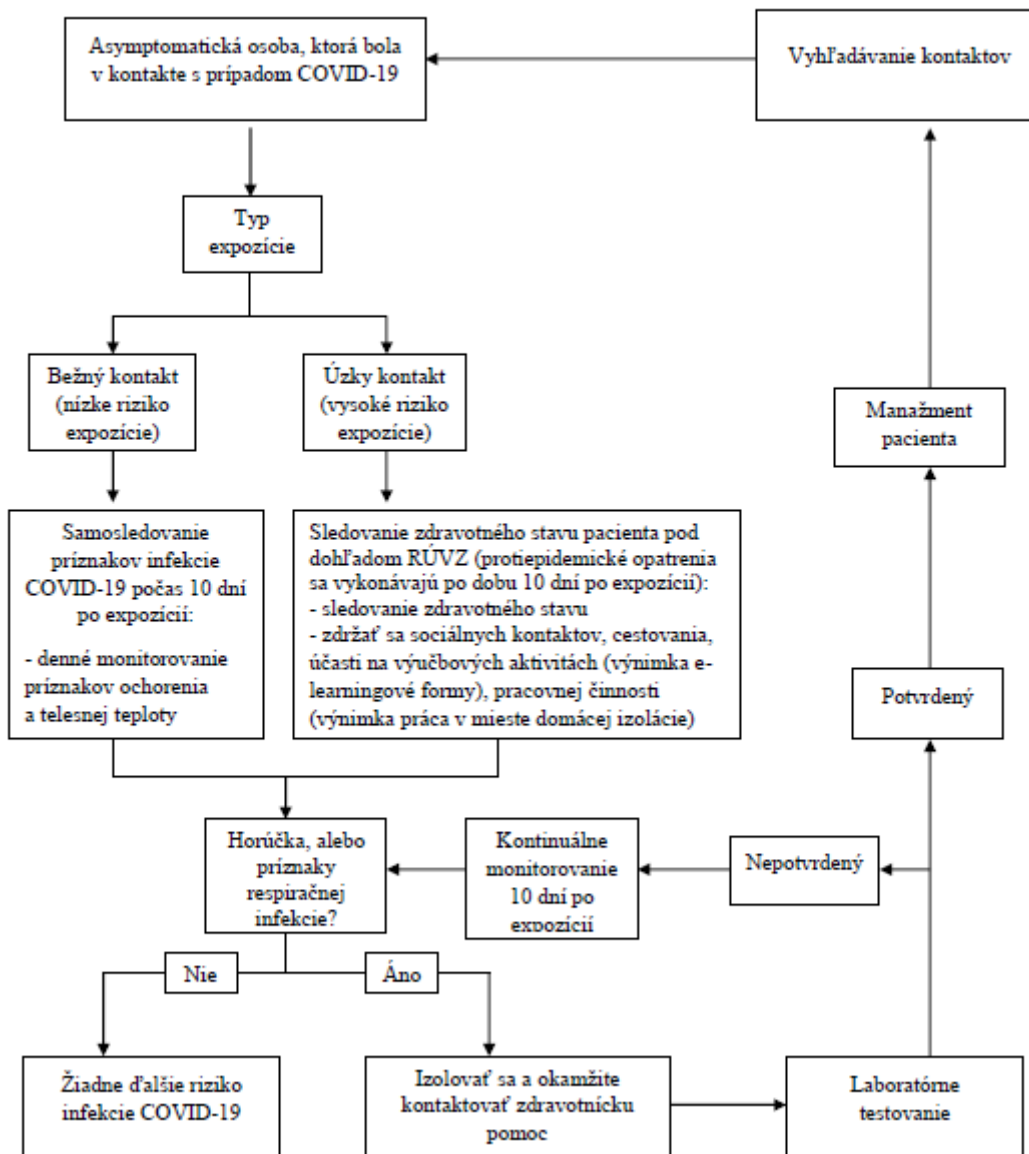 Asymptomatická osoba, ktorá bola
v kontakte s prípadom COVID-19
Vyhľadávanie kontaktov
Typ
expozície
Bežný kontakt
(nízke riziko
expozície)
Úzky kontakt
(vysoké riziko
expozície)
Manažment
pacienta
Samosledovanie
príznakov infekcie
COVID-19 počas 10 dní
po expozícií:
- denné monitorovanie
príznakov ochorenia
a telesnej teploty
Sledovanie zdravotného stavu pacienta pod
dohľadom RÚVZ (protiepidemické opatrenia
sa vykonávajú po dobu 10 dní po expozícií):
- sledovanie zdravotného stavu
- zdržať sa sociálnych kontaktov, cestovania,
účasti na výučbových aktivitách (výnimka e-
learningové formy), pracovnej činnosti
(výnimka práca v mieste domácej izolácie)
Potvrdený
Horúčka, alebo
príznaky
respiračnej
infekcie?
Kontinuálne
monitorovanie
10 dní po
expozícií
Nepotvrdený
Nie
Áno
Žiadne ďalšie riziko
infekcie COVID-19
Izolovať sa a okamžite
kontaktovať zdravotnícku
pomoc
Laboratórne
testovanie